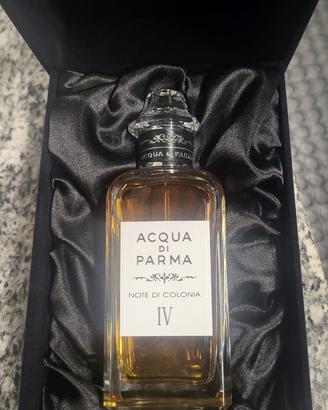 ACQUA DI PARMA
ACQUA
DI
PARMA
NOTE DI COLONIA
IV